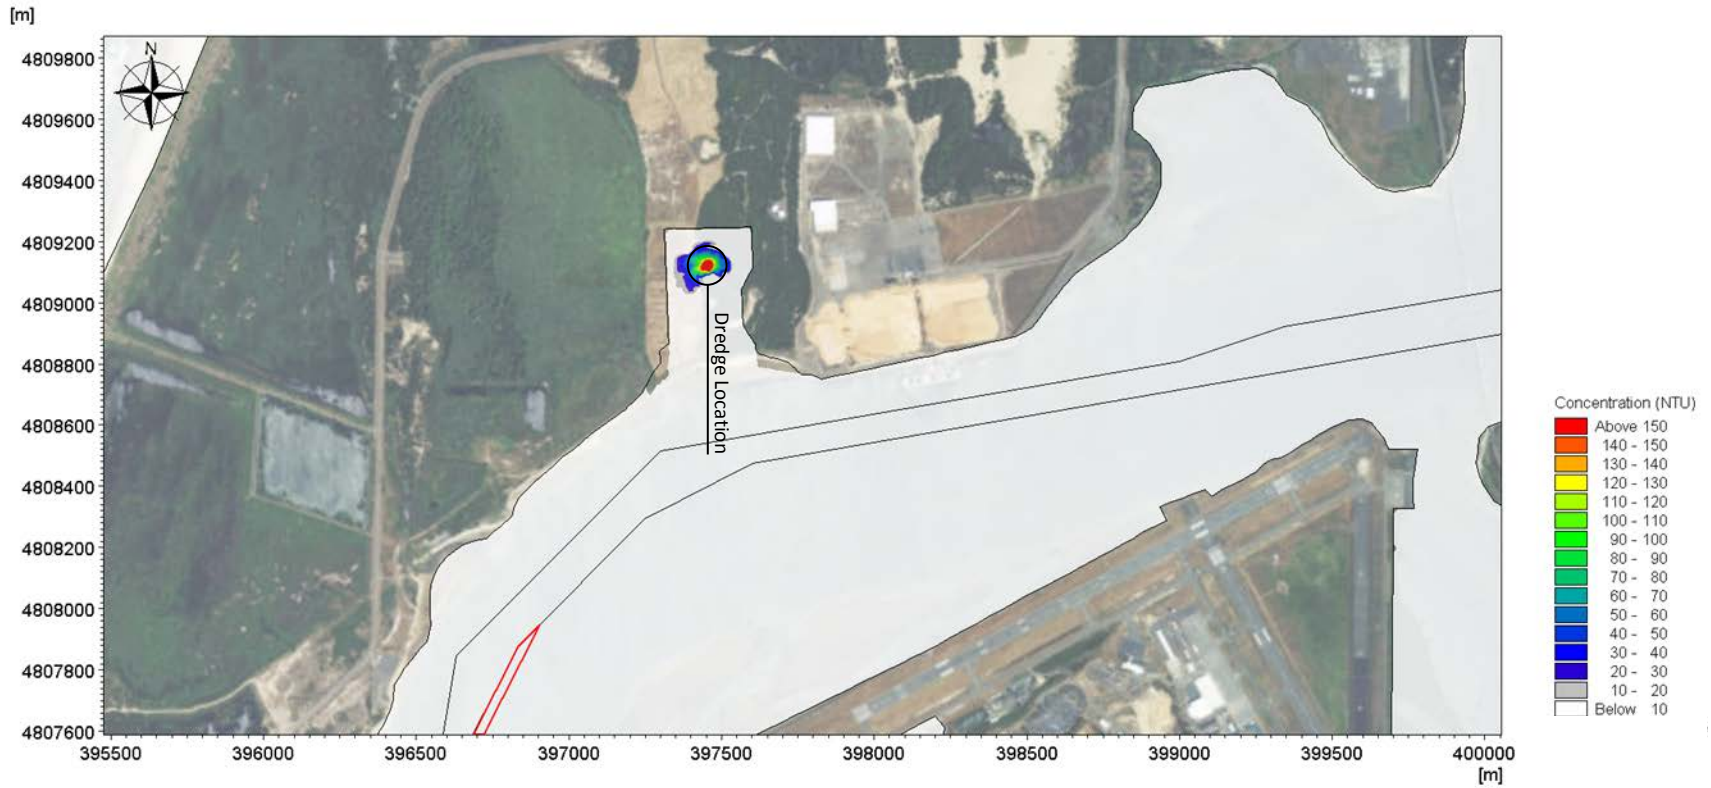 [m]
N
4809800
4809600
4809400
4809200
4809000
4808800
4808600
4808400
4808200
4808000
4807800
4807600
395500 396000 396500 397000 397500 398000 398500 399000 399500 400000
[m]
Dredge Location
Concentration (NTU)
Above 150
140 - 150
130 - 140
120 - 130
110 - 120
100 - 110
90 - 100
80 - 90
70 - 80
60 - 70
50 - 60
40 - 50
30 - 40
20 - 30
10 - 20
Below 10